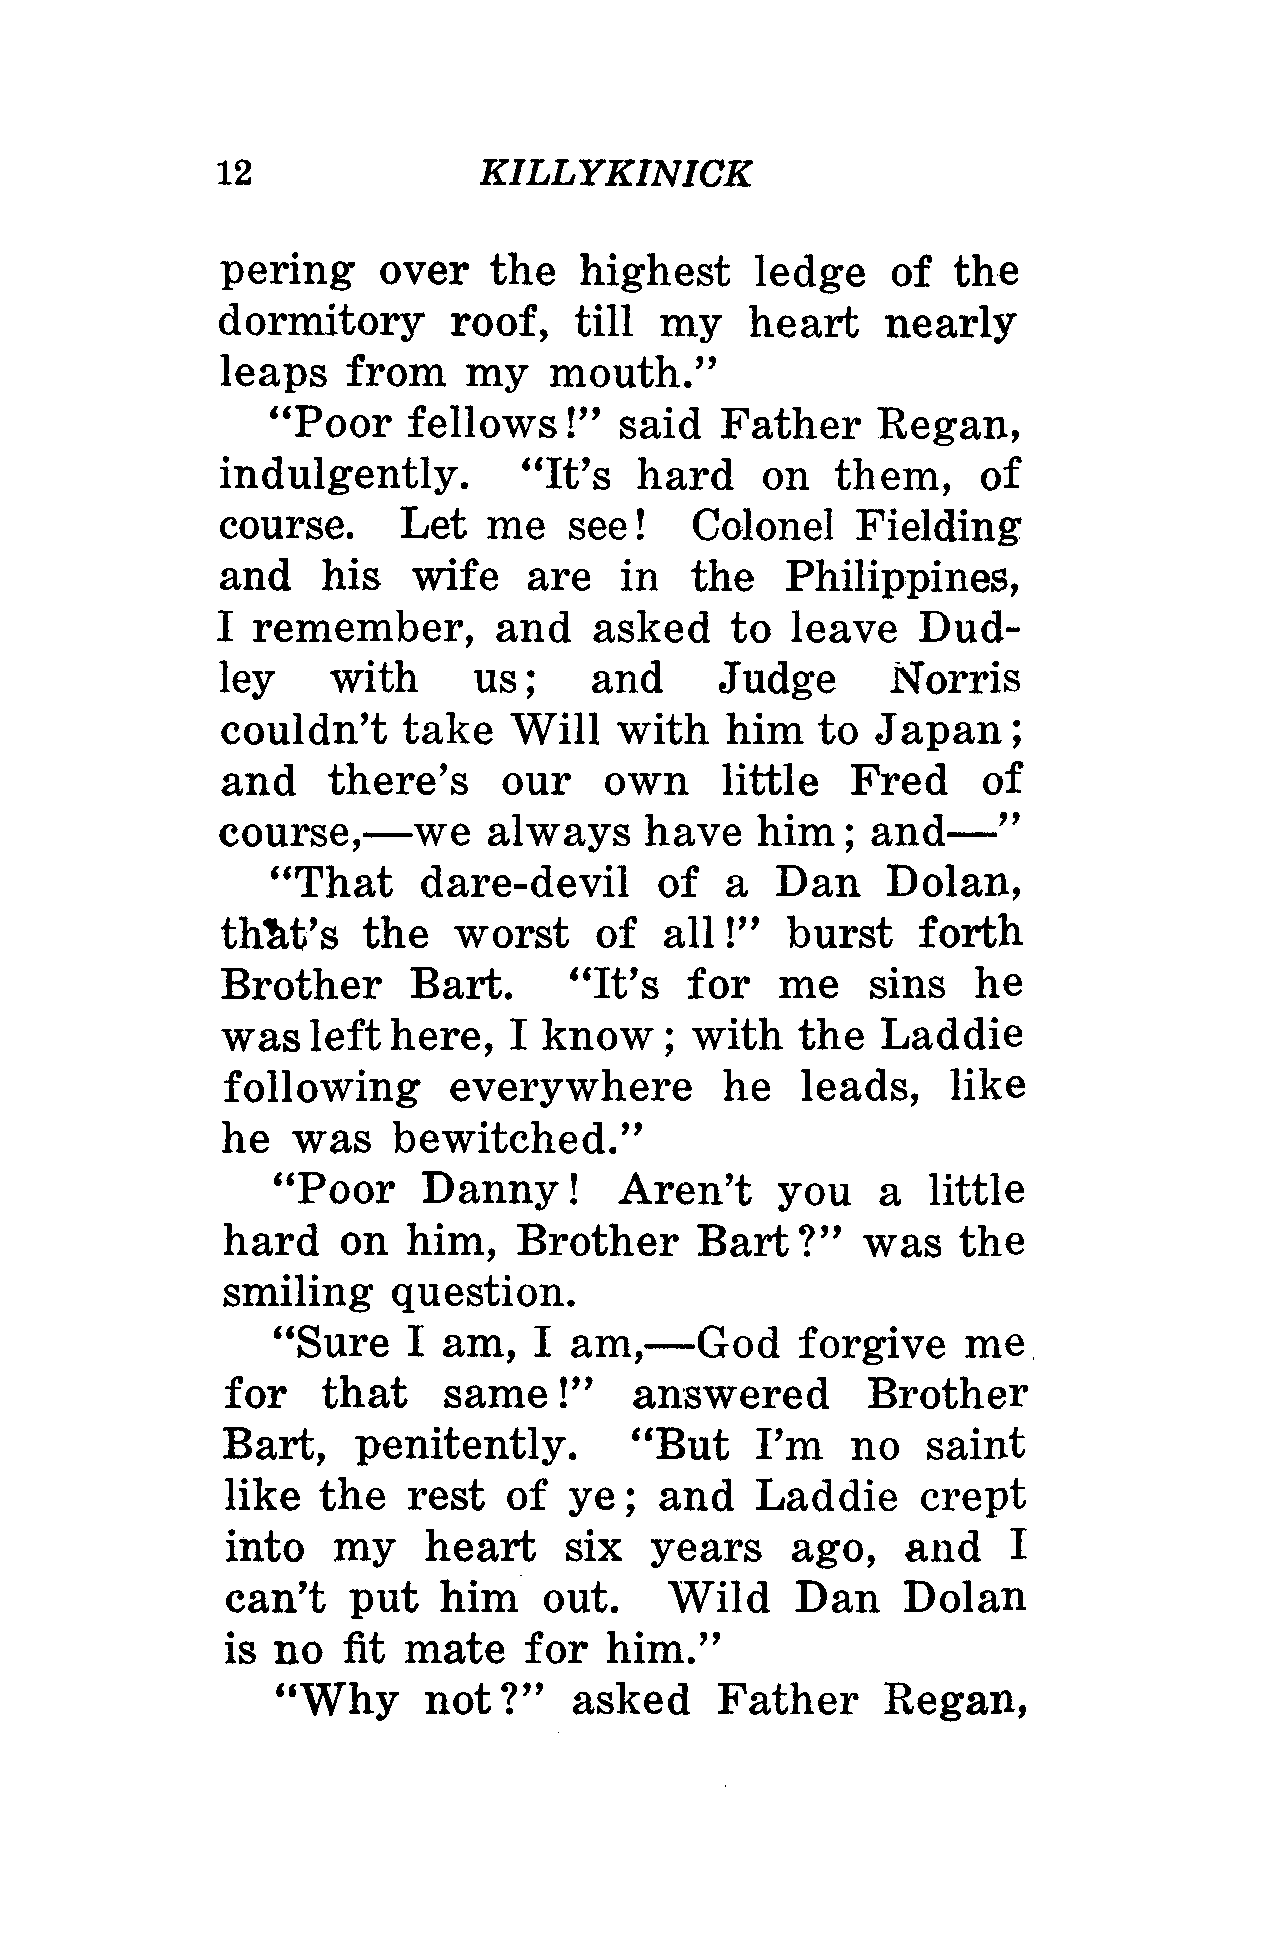 12 KILLYKINICK
pering over the highest ledge of the
dormitory roof, till my heart nearly
leaps from my mouth."
"Poor fellows!" said Father Regan,
indulgently. "It's hard on them, of
course. Let me see! Colonel Fielding
and his wife are in the Philippines,
I remember, and asked to leave Dud-
ley with us; and Judge Norris
couldn't take Will with him to Japan;
and there's our own little Fred of
course,—we always have him; and—"
"That dare-devil of a Dan Dolan,
that's the worst of all!" burst forth
Brother Bart. "It's for me sins he
was left here, I know; with the Laddie
following everywhere he leads, like
he was bewitched."
"Poor Danny! Aren't you a little
hard on him, Brother Bart?" was the
smiling question.
"Sure I am, I am,—God forgive me
for that same!" answered Brother
Bart, penitently. "But I'm no saint
like the rest of ye; and Laddie crept
into my heart six years ago, and I
can't put him out. Wild Dan Dolan
is no fit mate for him."
"Why not?" asked Father Regan,